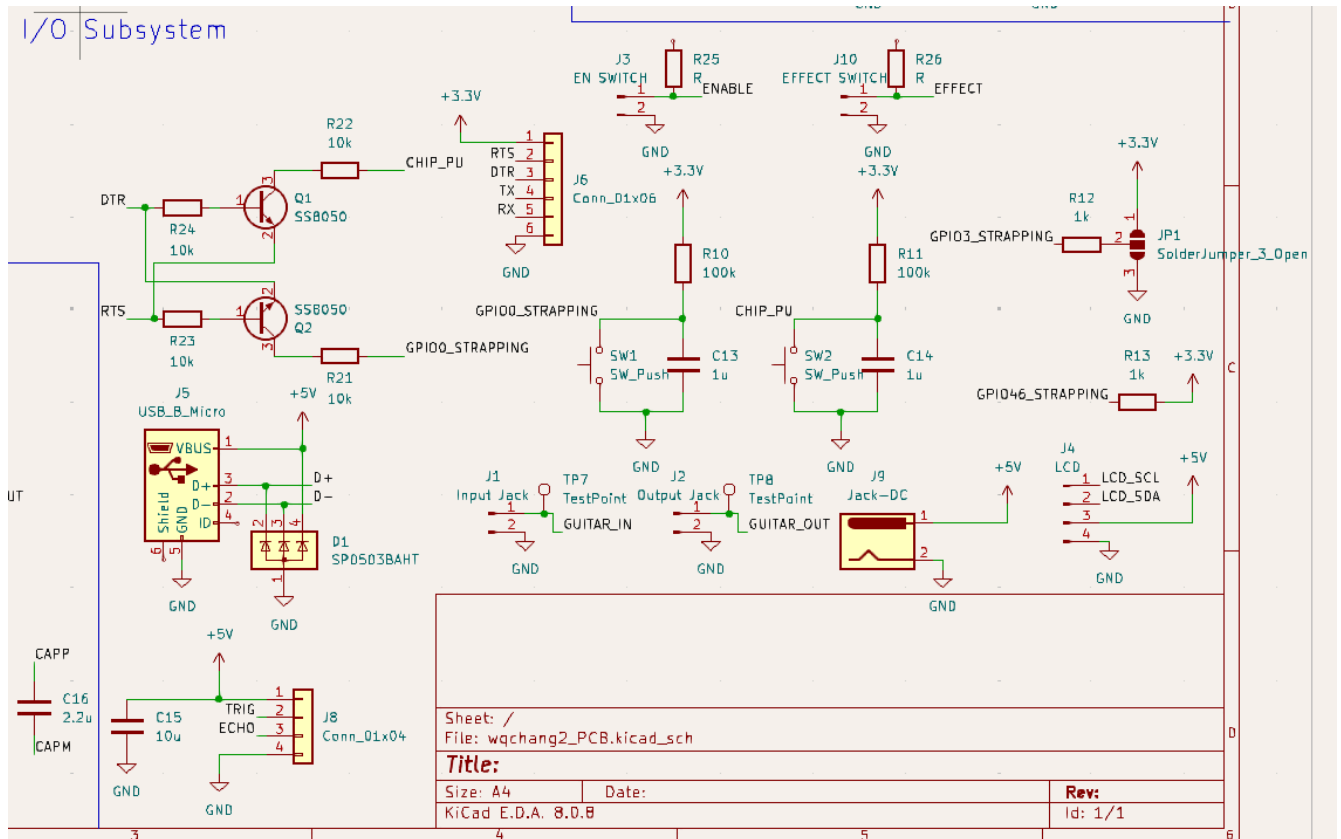 I/O Subsystem
J3
EN SWITCH
1
2
R25
R
ENABLE
GND
J10
EFFECT SWITCH
1
2
R26
R
EFFECT
GND
+3.3V
R22
10k
CHIP_PU
3
Q1
SS8050
1
2
DTR
R24
10k
RTS
R23
10k
2
SS8050
Q2
1
3
GPIO0_STRAPPING
R21
10k
1
RTS 2
DTR 3
TX 4
RX 5
6
J6
Conn_01x06
GND
+3.3V
R10
100k
GPIO0_STRAPPING
SW1
SW_Push
C13
1u
GND
+3.3V
R11
100k
CHIP_PU
SW2
SW_Push
C14
1u
GND
+3.3V
R12
1k
GPIO3_STRAPPING
1
2
3
JP1
SolderJumper_3_Open
GND
R13
1k
+3.3V
GPIO46_STRAPPING
J5
USB_B_Micro
+5V
VBUS 1
D+ 3
D- 2
ID 4
Shield
GND
6
5
D+
D-
2
3
4
1
D1
SP0503BAHT
GND
GND
UT
J1
Input Jack
1
2
TP7
TestPoint
GUITAR_IN
GND
J2
Output Jack
1
2
TP8
TestPoint
GUITAR_OUT
GND
J9
Jack-DC
1
2
+5V
GND
J4
LCD
1 LCD_SCL
2 LCD_SDA
3
4
+5V
GND
CAPP
C16
2.2u
CAPM
+5V
C15
10u
GND
1
TRIG 2
ECHO 3
4
J8
Conn_01x04
GND
Sheet: /
File: wqchang2_PCB.kicad_sch
Title:
Size: A4
Date:
Rev:
KiCad E.D.A. 8.0.8
Id: 1/1
C
D
3
4
5
6